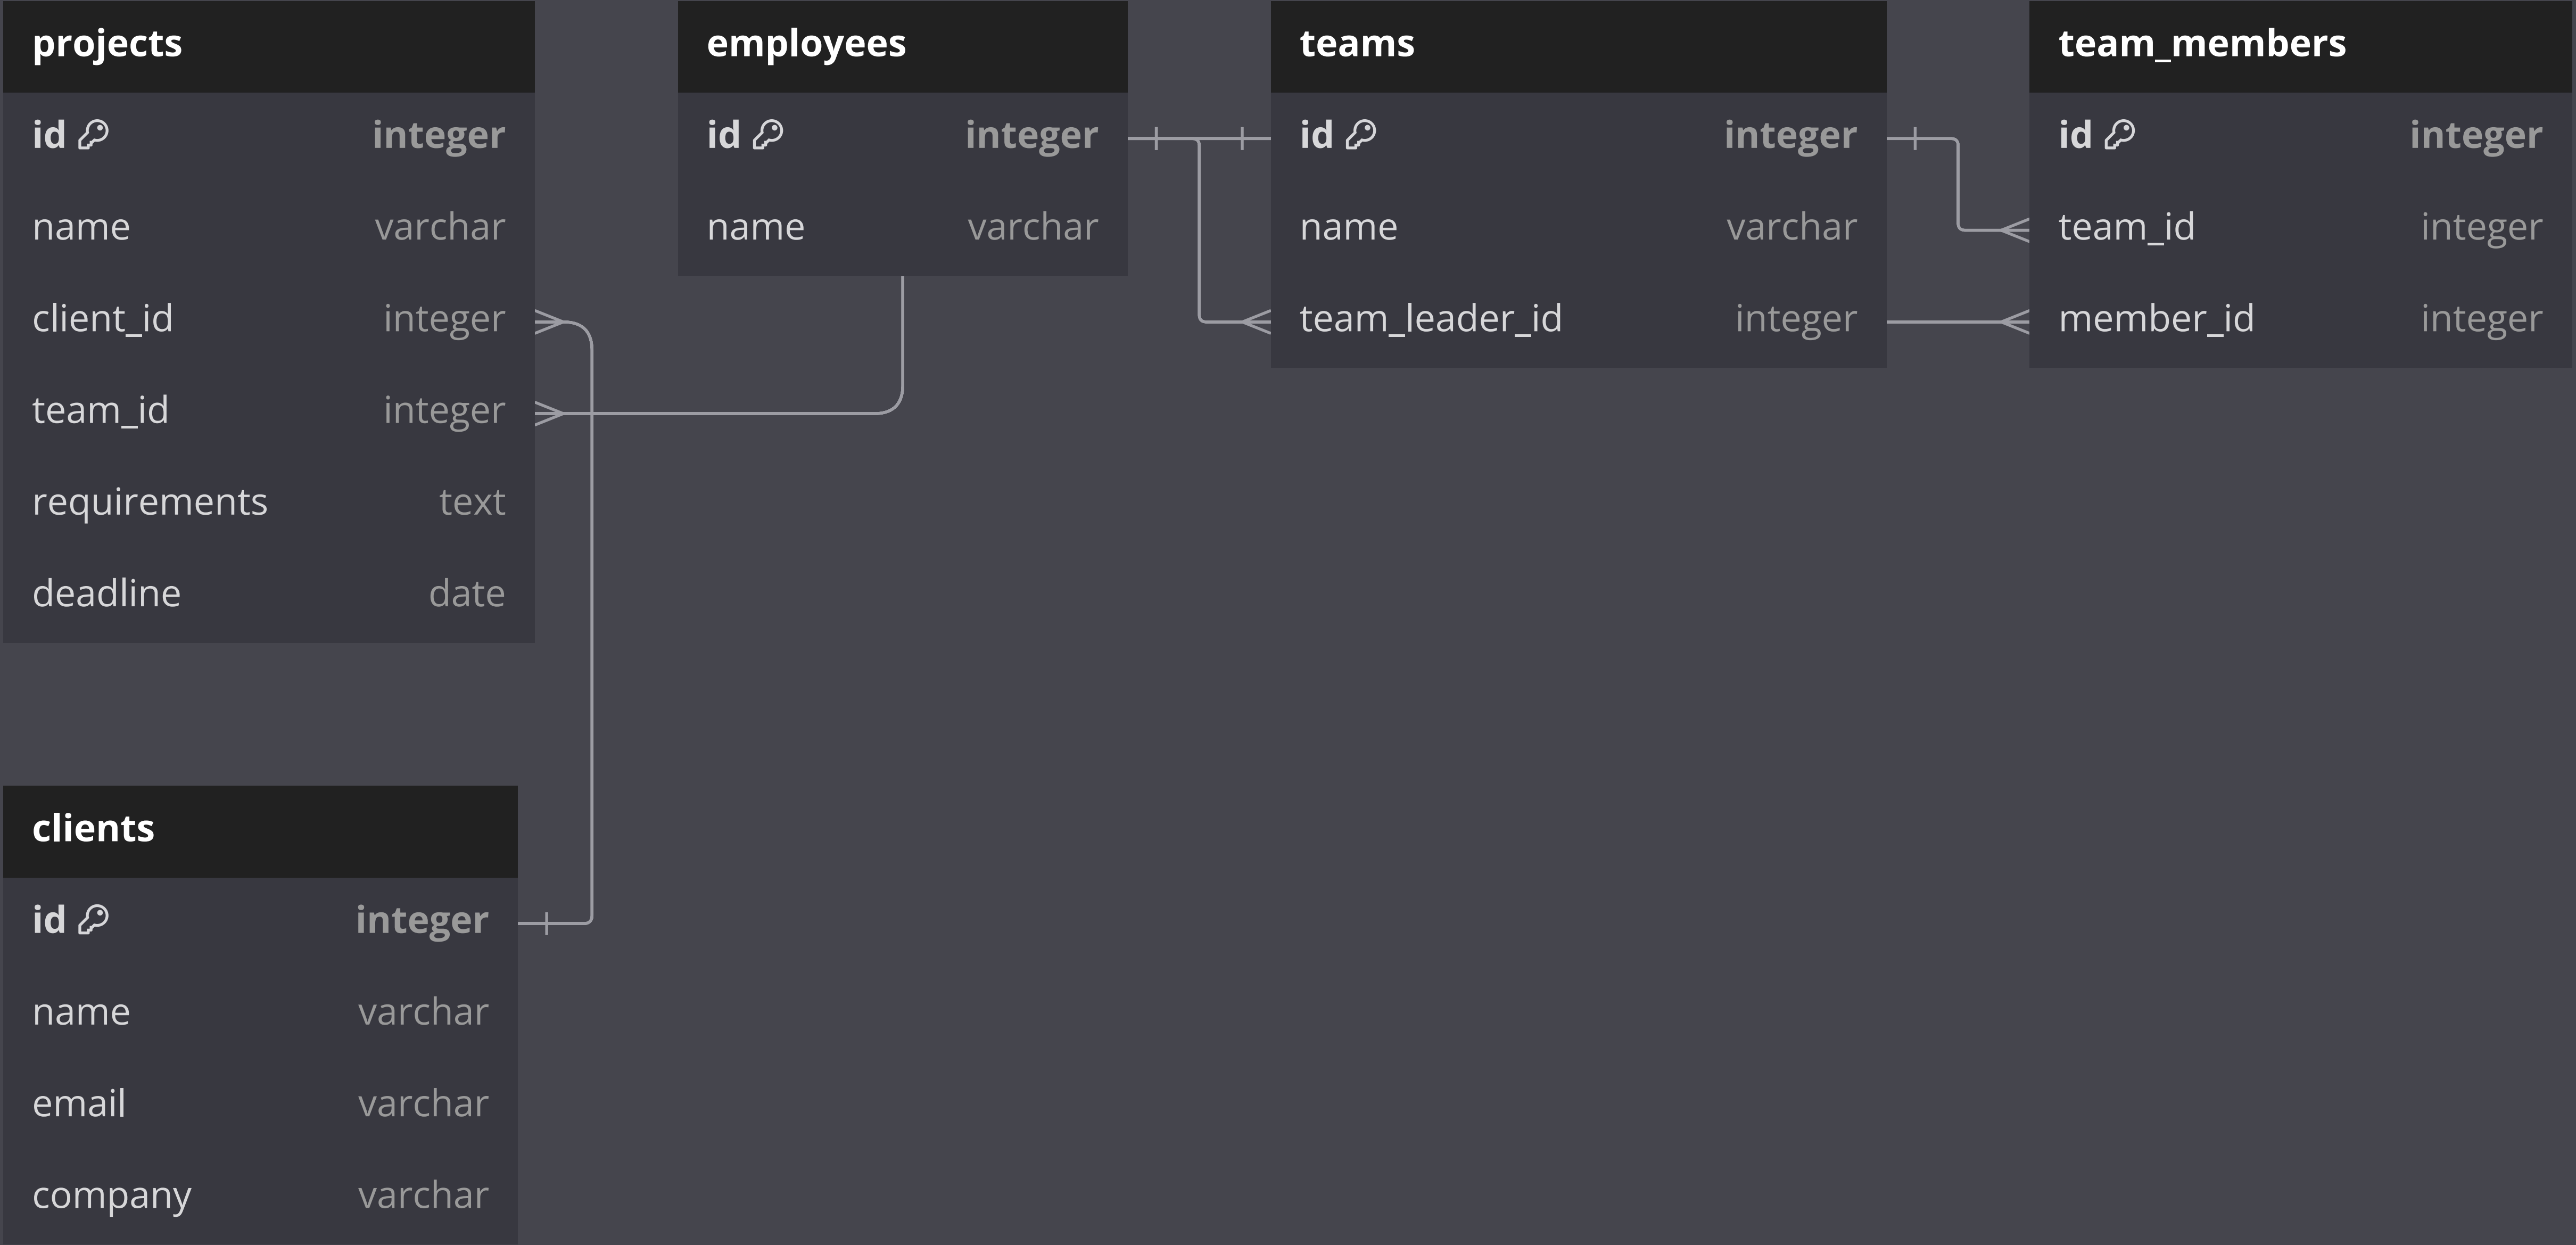 projects
id integer
name varchar
client_id integer
team_id integer
requirements text
deadline date
employees
id integer
name varchar
teams
id integer
name varchar
team_leader_id integer
team_members
id integer
team_id integer
member_id integer
clients
id integer
name varchar
email varchar
company varchar